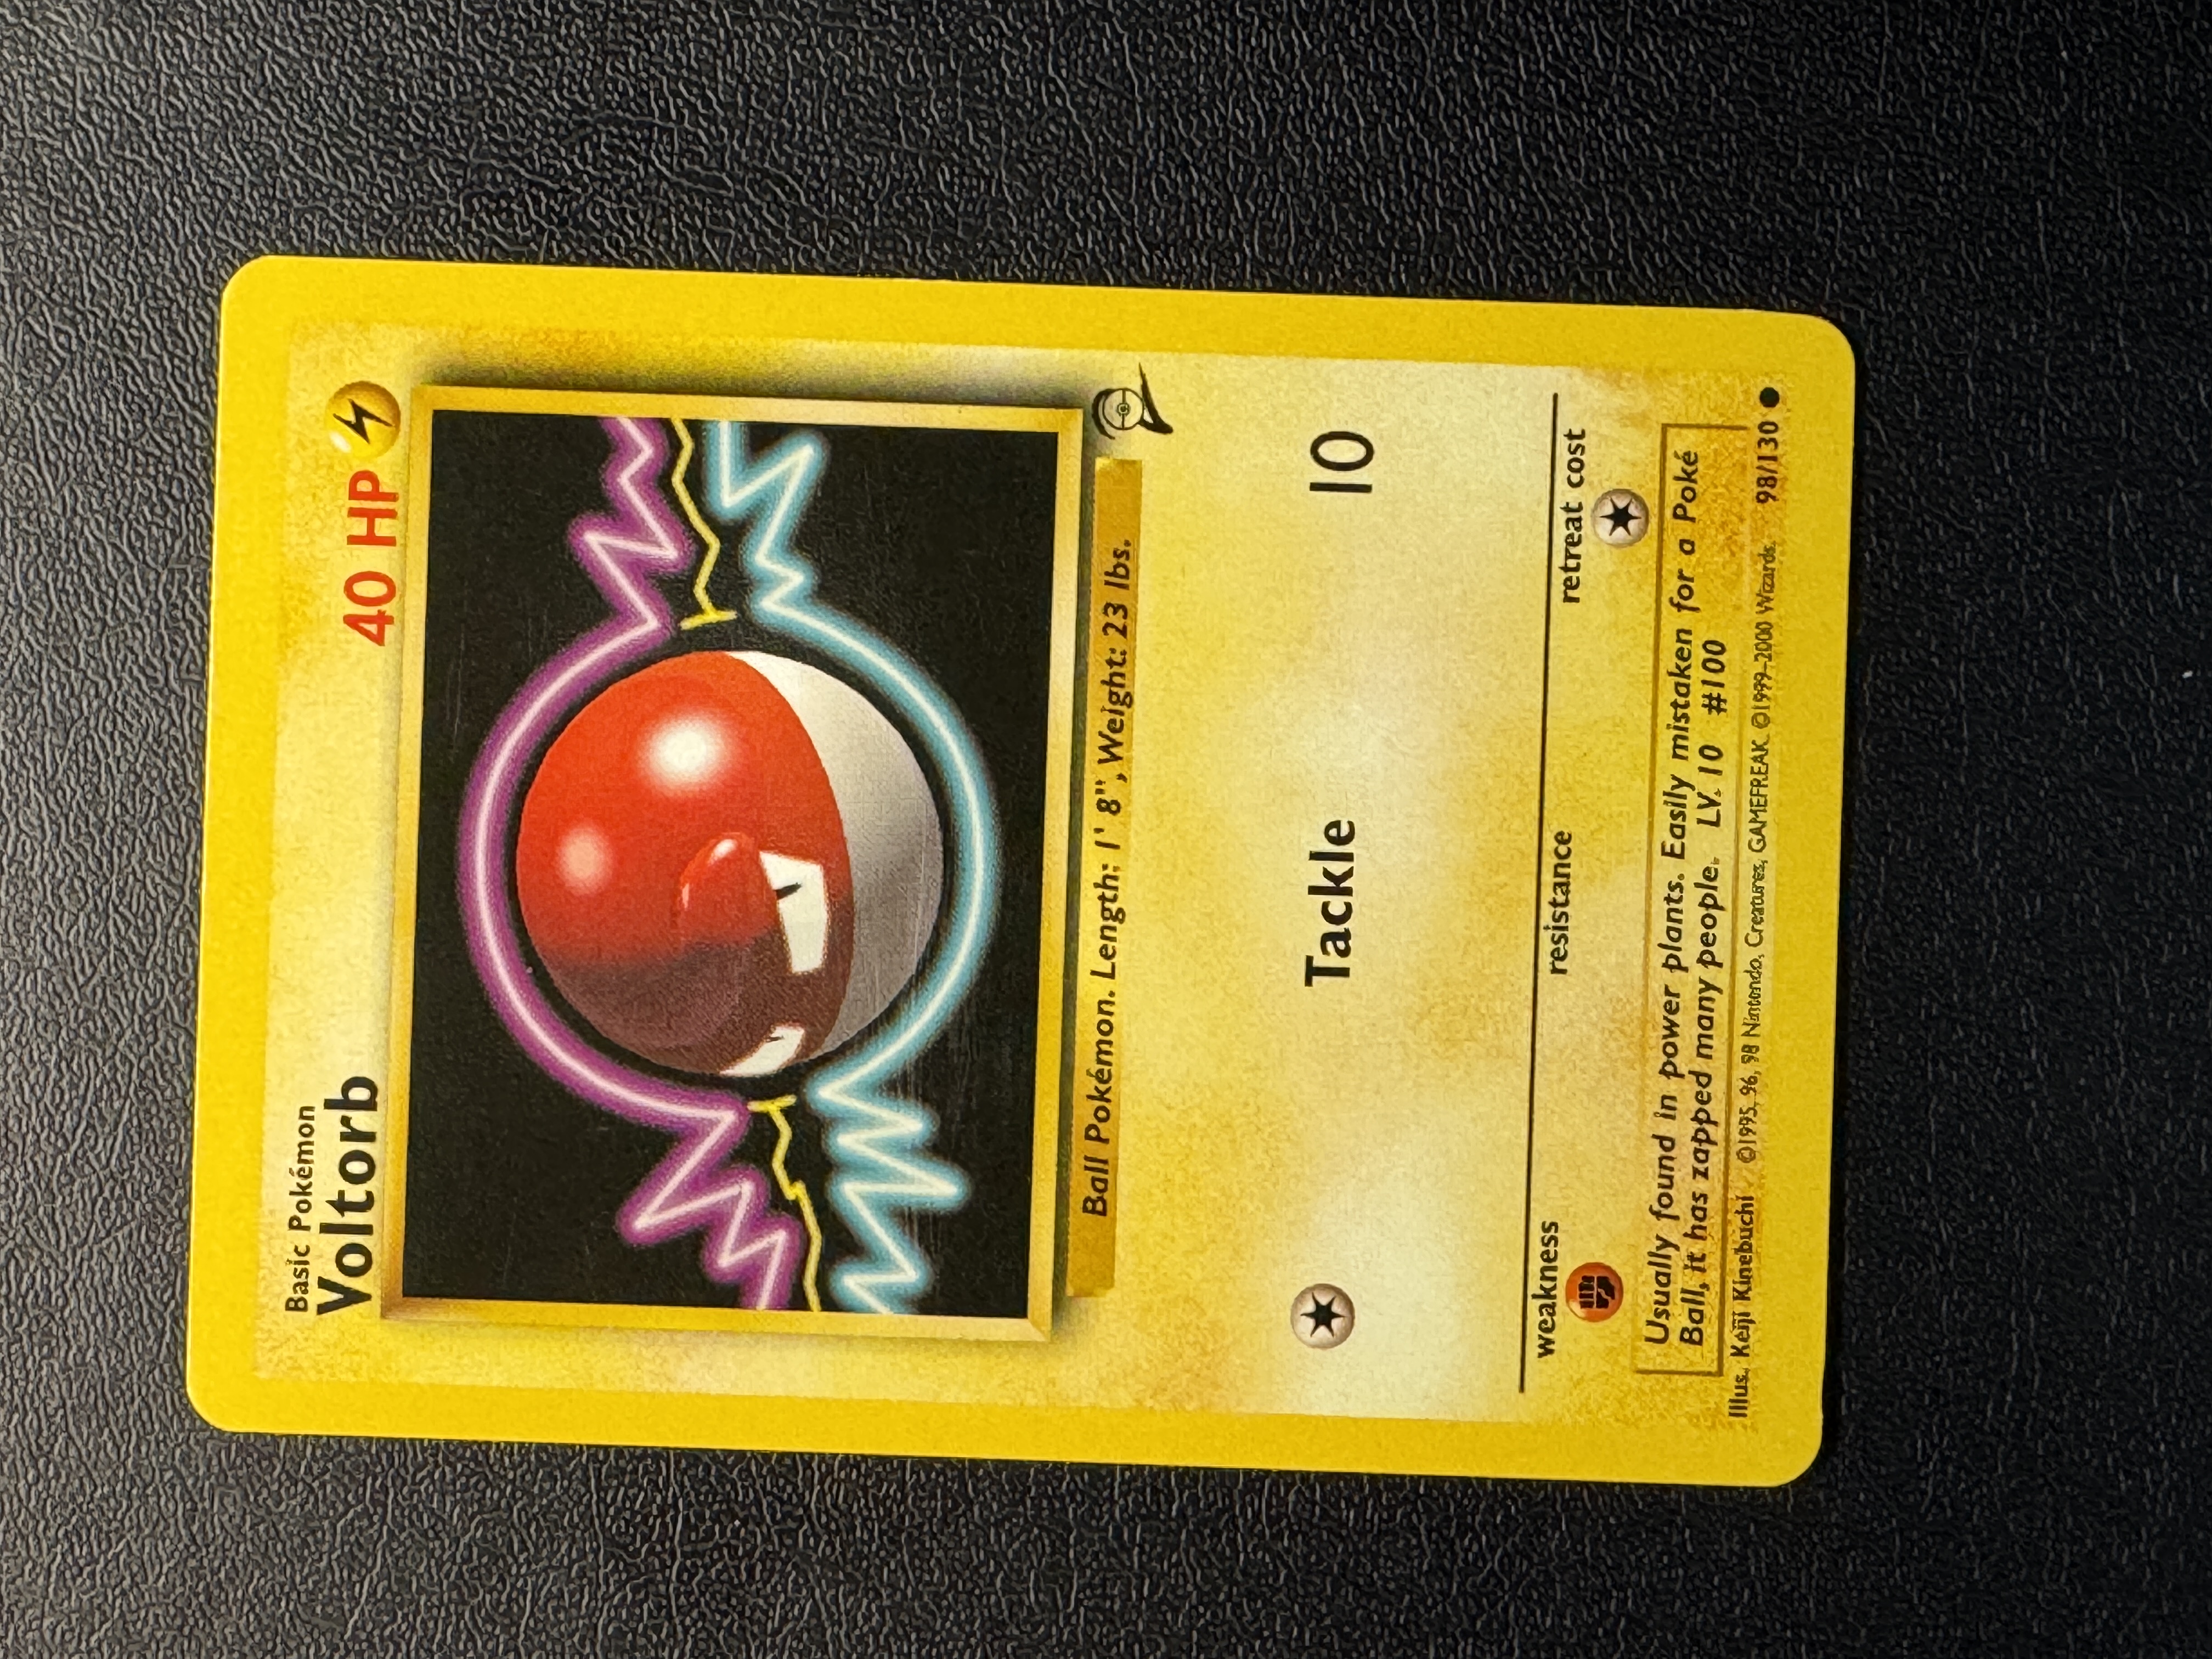 Basic Pokémon
Voltorb 40 HP
Ball Pokémon. Length: 1' 8", Weight: 23 lbs.
Tackle 10
weakness resistance retreat cost
Usually found in power plants. Easily mistaken for a Poké
Ball, it has zapped many people. LV. 10 #100
Illus. Keiji Kinebuchi ©1995, 96, 98 Nintendo, Creatures, GAMEFREAK. ©1999–2000 Wizards. 98/130